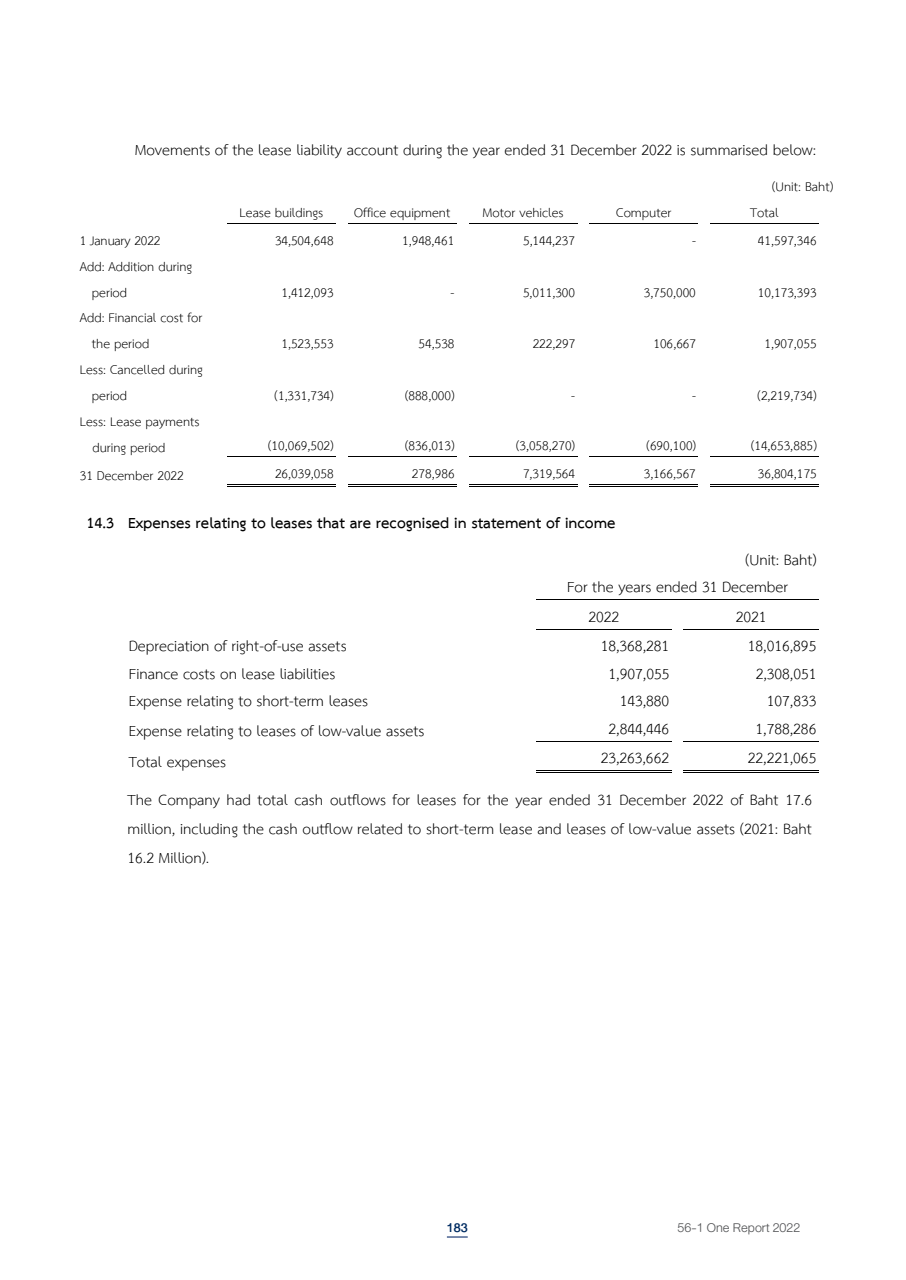 Movements of the lease liability account during the year ended 31 December 2022 is summarised below:
(Unit: Baht)
Lease buildings Office equipment Motor vehicles Computer Total
1 January 2022 34,504,648 1,948,461 5,144,237 - 41,597,346
Add: Addition during
period 1,412,093 - 5,011,300 3,750,000 10,173,393
Add: Financial cost for
the period 1,523,553 54,538 222,297 106,667 1,907,055
Less: Cancelled during
period (1,331,734) (888,000) - - (2,219,734)
Less: Lease payments
during period (10,069,502) (836,013) (3,058,270) (690,100) (14,653,885)
31 December 2022 26,039,058 278,986 7,319,564 3,166,567 36,804,175
14.3 Expenses relating to leases that are recognised in statement of income
(Unit: Baht)
For the years ended 31 December
2022 2021
Depreciation of right-of-use assets 18,368,281 18,016,895
Finance costs on lease liabilities 1,907,055 2,308,051
Expense relating to short-term leases 143,880 107,833
Expense relating to leases of low-value assets 2,844,446 1,788,286
Total expenses 23,263,662 22,221,065
The Company had total cash outflows for leases for the year ended 31 December 2022 of Baht 17.6
million, including the cash outflow related to short-term lease and leases of low-value assets (2021: Baht
16.2 Million).
183 56-1 One Report 2022